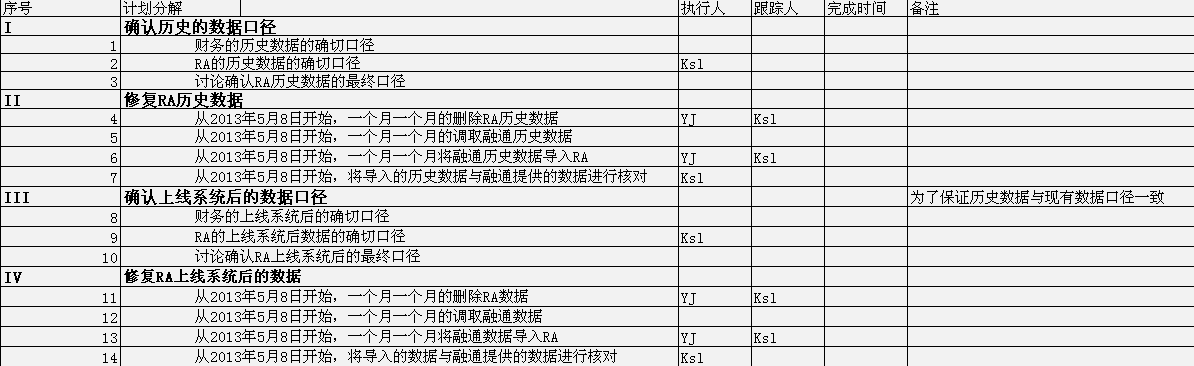 序号 计划分解 执行人 跟踪人 完成时间 备注
I 确认历史的数据口径
1 财务的历史数据的确切口径
2 RA的历史数据的确切口径 Ksl
3 讨论确认RA历史数据的最终口径
II 修复RA历史数据
4 从2013年5月8日开始，一个月一个月的删除RA历史数据 YJ Ksl
5 从2013年5月8日开始，一个月一个月的调取融通历史数据
6 从2013年5月8日开始，一个月一个月将融通历史数据导入RA YJ Ksl
7 从2013年5月8日开始，将导入的历史数据与融通提供的数据进行核对 Ksl
III 确认上线系统后的数据口径 为了保证历史数据与现有数据口径一致
8 财务的上线系统后的确切口径
9 RA的上线系统后数据的确切口径 Ksl
10 讨论确认RA上线系统后的最终口径
IV 修复RA上线系统后的数据
11 从2013年5月8日开始，一个月一个月的删除RA数据 YJ Ksl
12 从2013年5月8日开始，一个月一个月的调取融通数据
13 从2013年5月8日开始，一个月一个月将融通数据导入RA YJ Ksl
14 从2013年5月8日开始，将导入的数据与融通提供的数据进行核对 Ksl